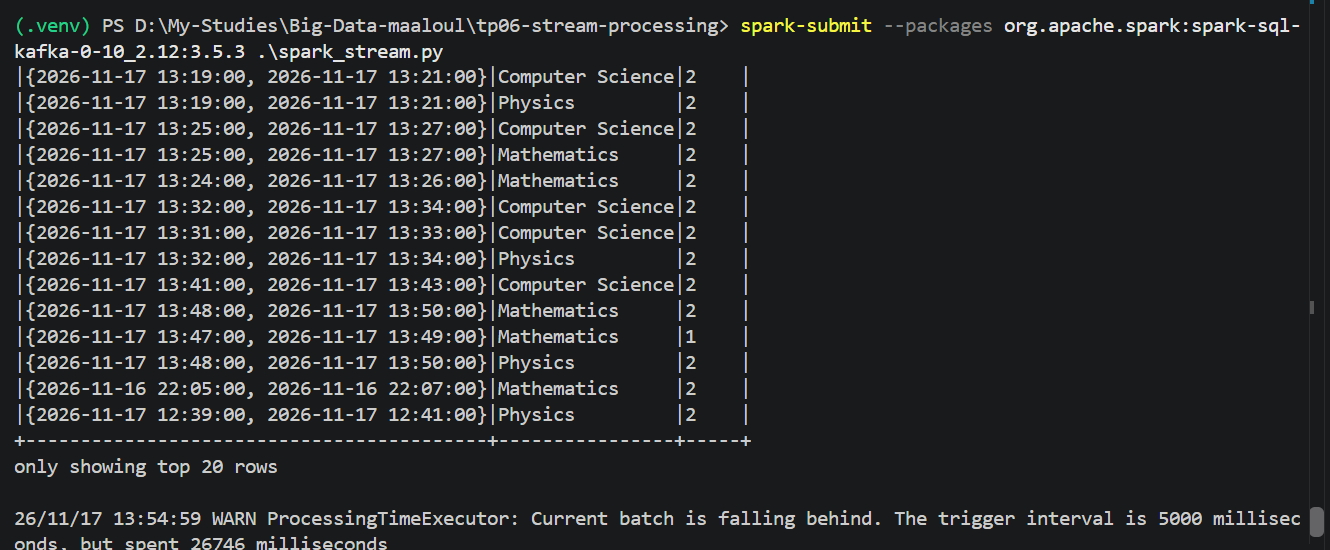 (.venv) PS D:\My-Studies\Big-Data-maaloul\tp06-stream-processing> spark-submit --packages org.apache.spark:spark-sql-
kafka-0-10_2.12:3.5.3 .\spark_stream.py
|{2026-11-17 13:19:00, 2026-11-17 13:21:00}|Computer Science|2    |
|{2026-11-17 13:19:00, 2026-11-17 13:21:00}|Physics         |2    |
|{2026-11-17 13:25:00, 2026-11-17 13:27:00}|Computer Science|2    |
|{2026-11-17 13:25:00, 2026-11-17 13:27:00}|Mathematics     |2    |
|{2026-11-17 13:24:00, 2026-11-17 13:26:00}|Mathematics     |2    |
|{2026-11-17 13:32:00, 2026-11-17 13:34:00}|Computer Science|2    |
|{2026-11-17 13:31:00, 2026-11-17 13:33:00}|Computer Science|2    |
|{2026-11-17 13:32:00, 2026-11-17 13:34:00}|Physics         |2    |
|{2026-11-17 13:41:00, 2026-11-17 13:43:00}|Computer Science|2    |
|{2026-11-17 13:48:00, 2026-11-17 13:50:00}|Mathematics     |2    |
|{2026-11-17 13:47:00, 2026-11-17 13:49:00}|Mathematics     |1    |
|{2026-11-17 13:48:00, 2026-11-17 13:50:00}|Physics         |2    |
|{2026-11-16 22:05:00, 2026-11-16 22:07:00}|Mathematics     |2    |
|{2026-11-17 12:39:00, 2026-11-17 12:41:00}|Physics         |2    |
+------------------------------------------+----------------+-----+
only showing top 20 rows
26/11/17 13:54:59 WARN ProcessingTimeExecutor: Current batch is falling behind. The trigger interval is 5000 millisec
onds, but spent 26746 milliseconds